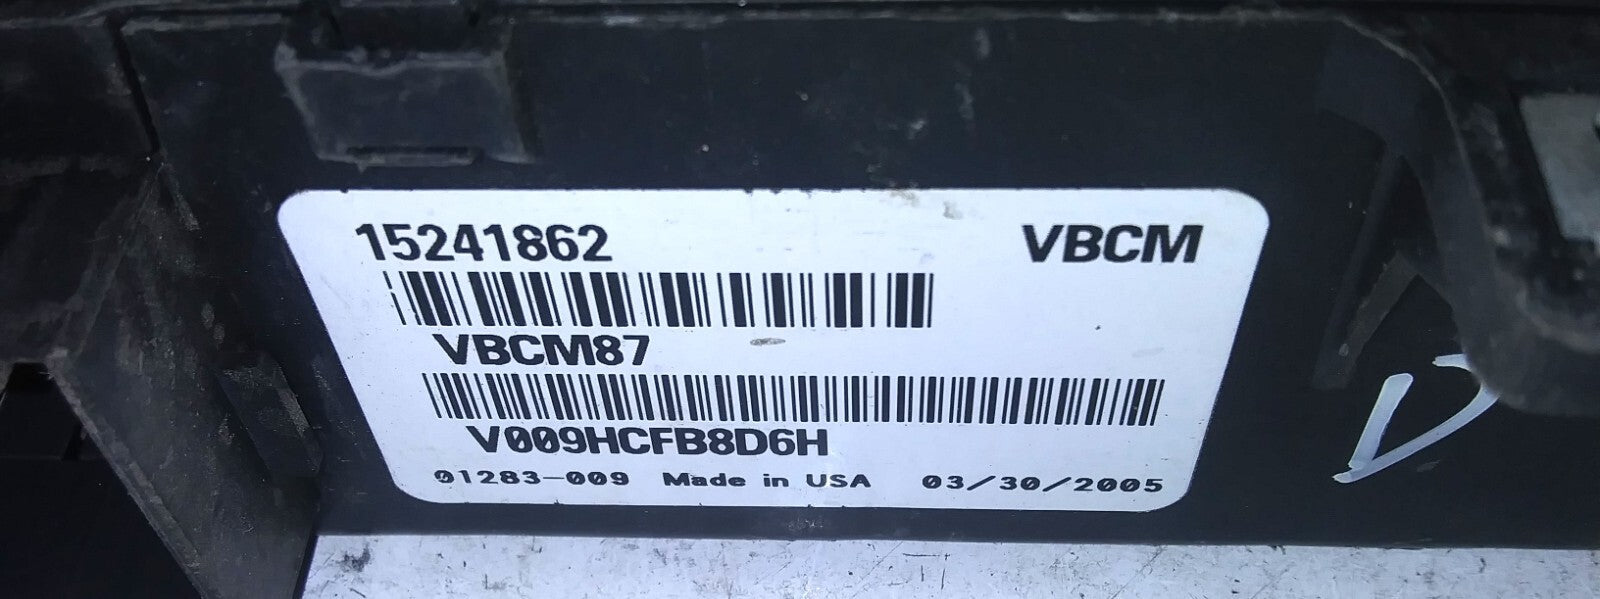 15241862 VBCM
VBCM87
V009HCFB8D6H
01283-009 Made in USA 03/30/2005
D